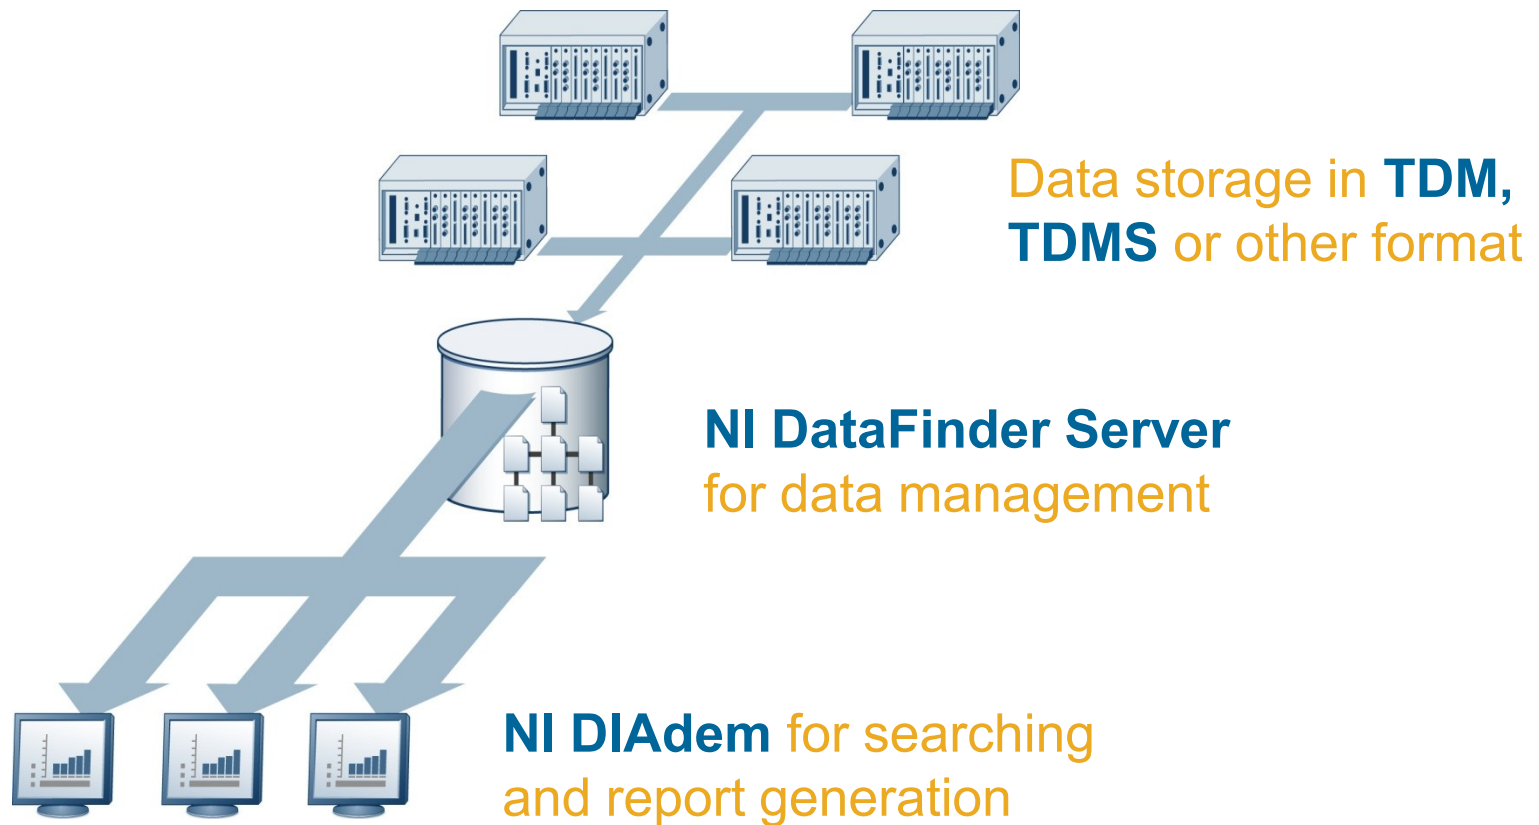 Data storage in TDM,
TDMS or other format
NI DataFinder Server
for data management
NI DIAdem for searching
and report generation